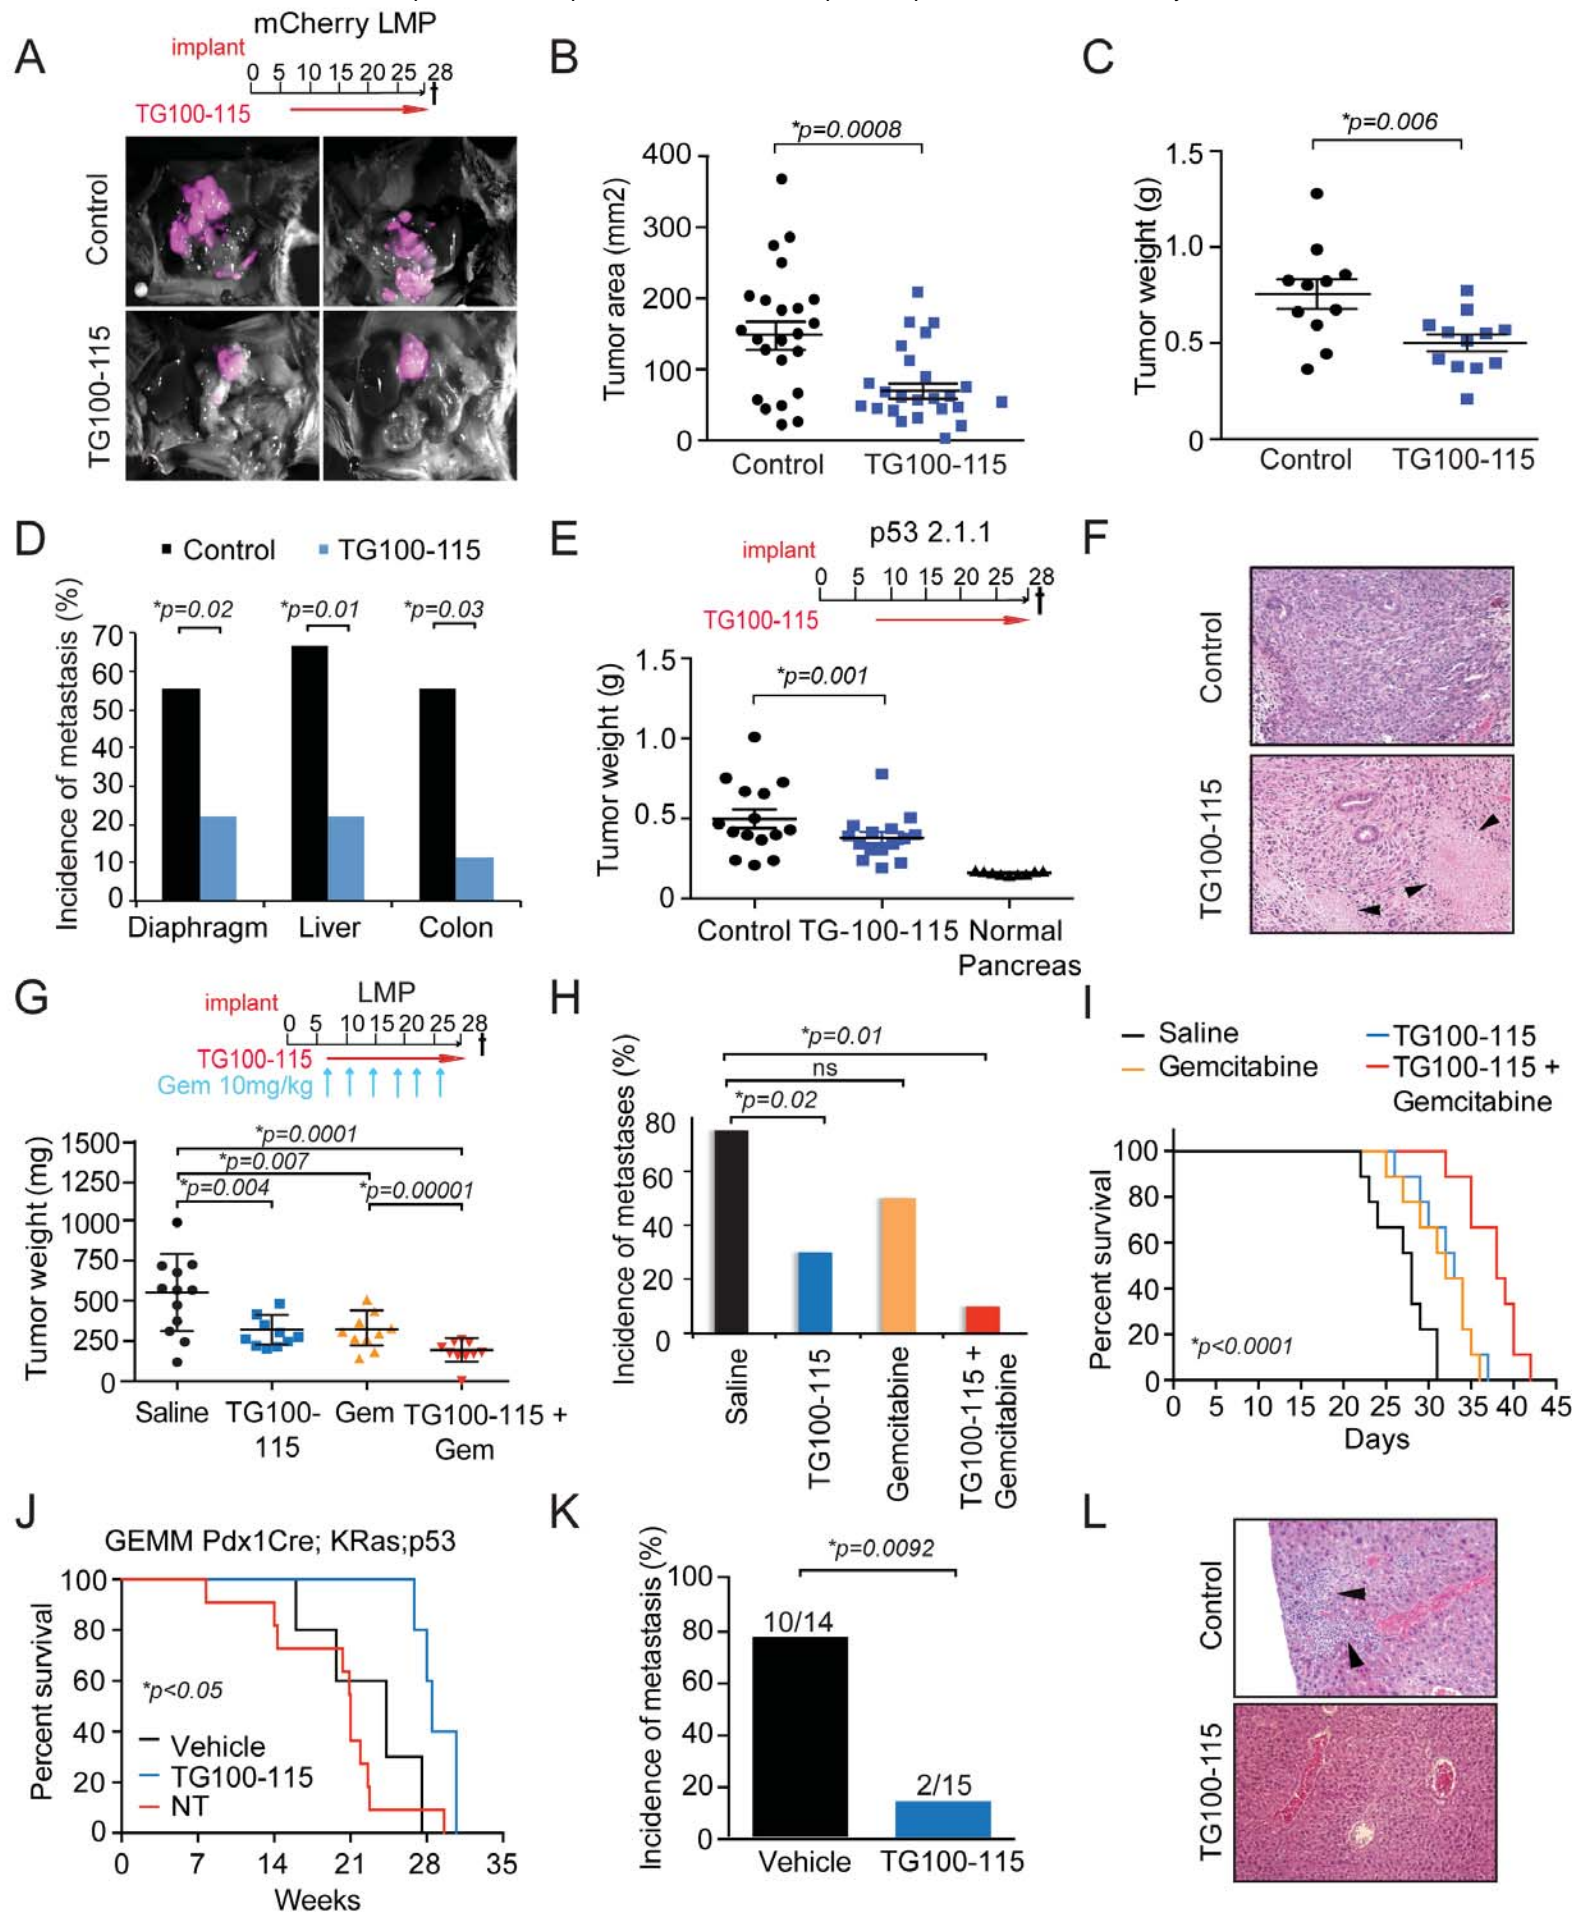 A
mCherry LMP
implant
0 5 10 15 20 25 28
TG100-115
Control
TG100-115
B
*p=0.0008
Tumor area (mm2)
400
300
200
100
0
Control TG100-115
C
*p=0.006
Tumor weight (g)
1.5
1.0
0.5
0
Control TG100-115
D
Control TG100-115
*p=0.02 *p=0.01 *p=0.03
Incidence of metastasis (%)
70
60
50
40
30
20
10
0
Diaphragm Liver Colon
E
p53 2.1.1
implant
0 5 10 15 20 25 28
TG100-115
*p=0.001
Tumor weight (g)
1.5
1.0
0.5
0
Control TG-100-115 Normal
Pancreas
F
Control
TG100-115
G
LMP
implant
0 5 10 15 20 25 28
TG100-115
Gem 10mg/kg
*p=0.0001
*p=0.007
*p=0.004 *p=0.00001
Tumor weight (mg)
1500
1250
1000
750
500
250
0
Saline TG100- Gem TG100-115 +
115 Gem
H
*p=0.01
ns
*p=0.02
Incidence of metastases (%)
80
60
40
20
0
Saline
TG100-115
Gemcitabine
TG100-115 +
Gemcitabine
I
Saline TG100-115
Gemcitabine TG100-115 +
Gemcitabine
Percent survival
100
80
60
40
20
0
*p<0.0001
0 5 10 15 20 25 30 35 40 45
Days
J
GEMM Pdx1Cre; KRas;p53
Percent survival
100
80
60
40
20
0
*p<0.05
Vehicle
TG100-115
NT
0 7 14 21 28 35
Weeks
K
*p=0.0092
Incidence of metastasis (%)
100
80
60
40
20
0
10/14
2/15
Vehicle TG100-115
L
Control
TG100-115